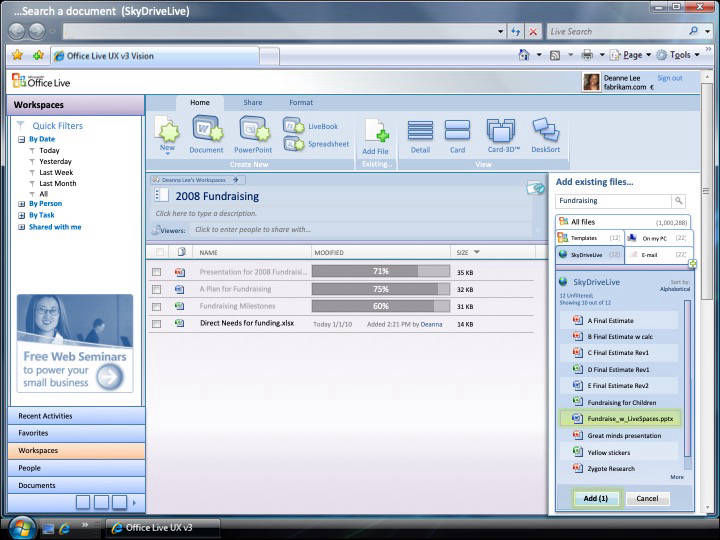 ...Search a document (SkyDriveLive)
Live Search
Office Live UX v3 Vision
Page
Tools
Office Live
Deanne Lee
fabrikam.com €
Sign out
Workspaces
Quick Filters
By Date
Today
Yesterday
Last Week
Last Month
All
By Person
By Task
Shared with me
Free Web Seminars
to power your
small business
Recent Activities
Favorites
Workspaces
People
Documents
Home Share Format
New
Document
PowerPoint
LiveBook
Spreadsheet
Create New
Add File
Existing...
Detail
Card
Card-3D™
DeskSort
View
Deanna Lee's Workspaces
2008 Fundraising
Click here to type a description.
Viewers: Click to enter people to share with...
NAME MODIFIED SIZE
Presentation for 2008 Fundraisi... 71% 35 KB
A Plan for Fundraising 75% 32 KB
Fundraising Milestones 60% 31 KB
Direct Needs for funding.xlsx Today 1/1/10 Added 2:21 PM by Deanna 14 KB
Add existing files...
Fundraising
All files (1,000,288)
Templates (12) On my PC (22)
SkyDriveLive (12) E-mail (22)
SkyDriveLive
Sort by:
Alphabetical
12 Unfiltered;
Showing 10 out of 12
A Final Estimate
B Final Estimate w calc
C Final Estimate Rev1
D Final Estimate Rev1
E Final Estimate Rev2
Fundraising for Children
Fundraise_w_LiveSpaces.pptx
Great minds presentation
Yellow stickers
Zygote Research
More
Add (1) Cancel
Office Live UX v3